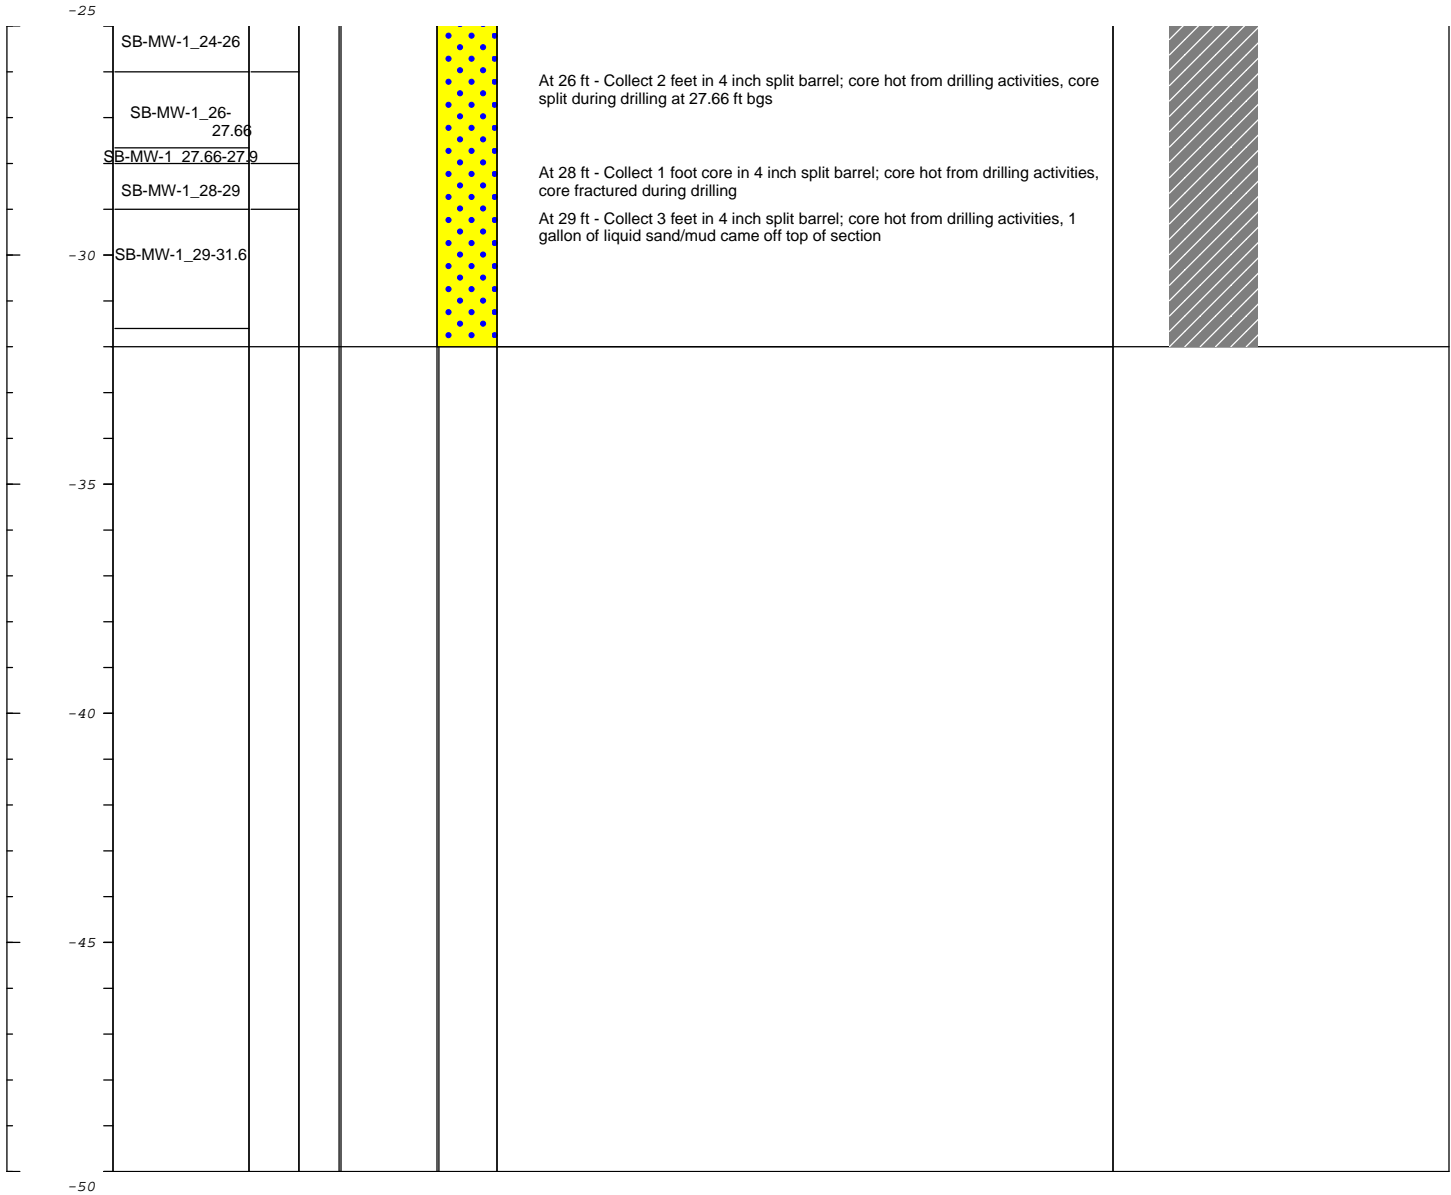 -25
SB-MW-1_24-26
At 26 ft - Collect 2 feet in 4 inch split barrel; core hot from drilling activities, core
split during drilling at 27.66 ft bgs
SB-MW-1_26-
27.66
SB-MW-1_27.66-27.9
At 28 ft - Collect 1 foot core in 4 inch split barrel; core hot from drilling activities,
core fractured during drilling
SB-MW-1_28-29
At 29 ft - Collect 3 feet in 4 inch split barrel; core hot from drilling activities, 1
gallon of liquid sand/mud came off top of section
-30
SB-MW-1_29-31.6
-35
-40
-45
-50